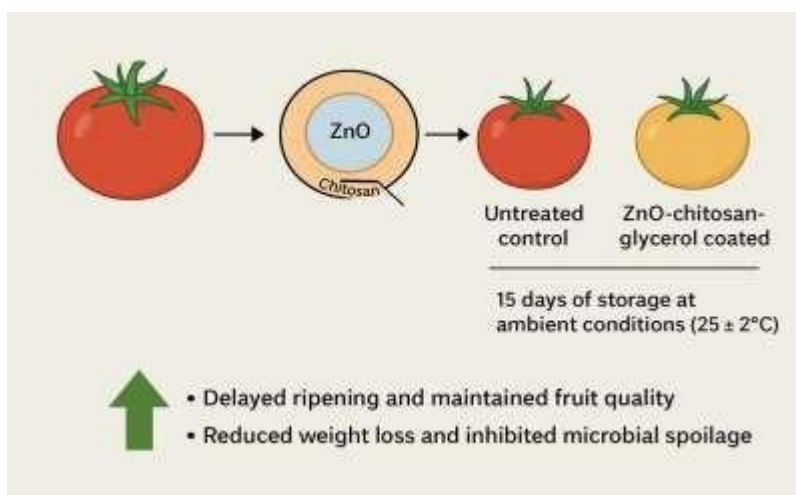 ZnO
Chitosan
Untreated
control
ZnO-chitosan-
glycerol coated
15 days of storage at
ambient conditions (25 ± 2°C)
• Delayed ripening and maintained fruit quality
• Reduced weight loss and inhibited microbial spoilage